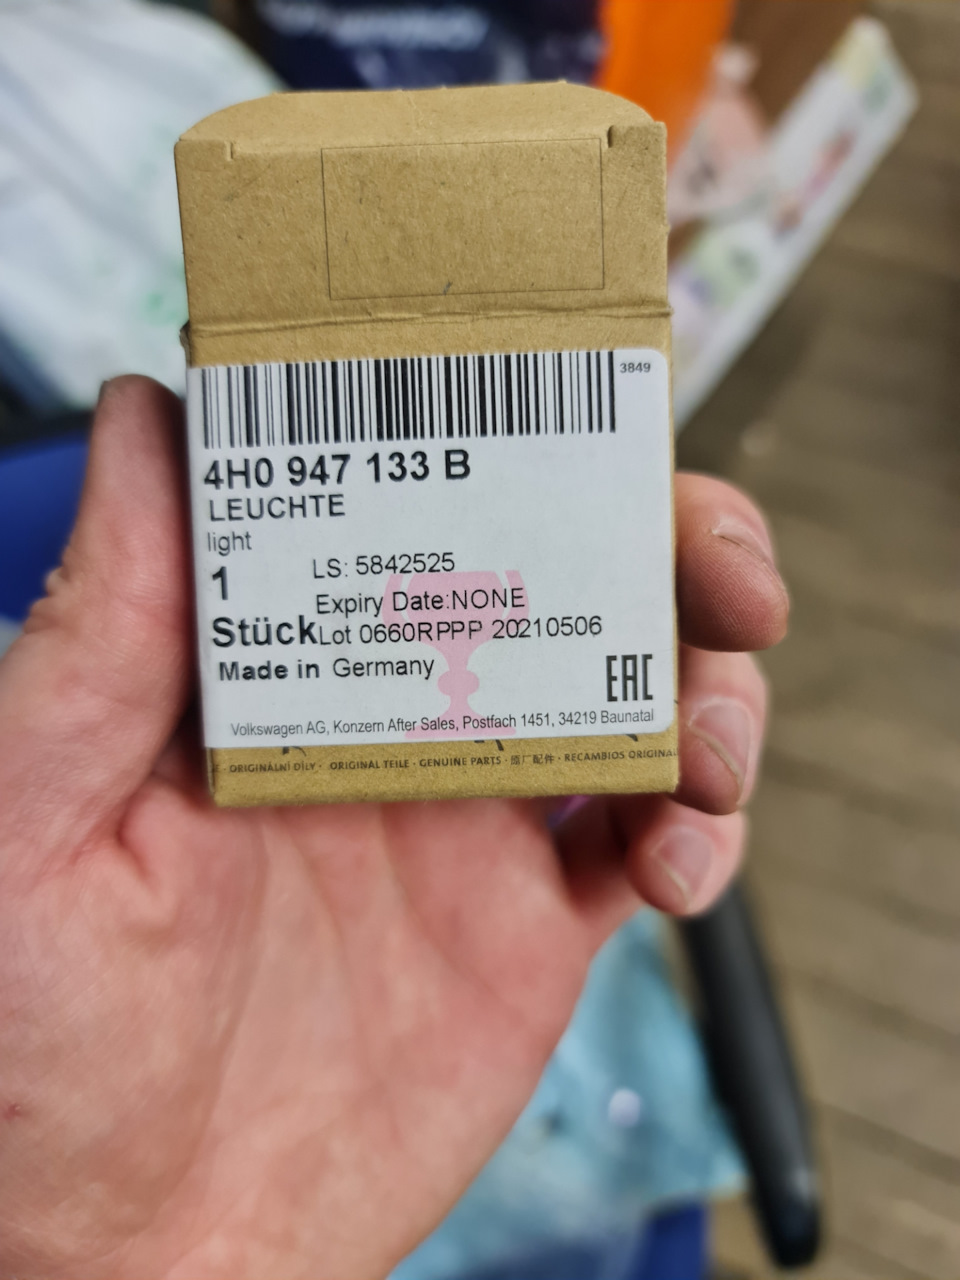 3849
4H0 947 133 B
LEUCHTE
light
1 LS: 5842525
Expiry Date:NONE
Stück Lot 0660RPPP 20210506
Made in Germany
EAC
Volkswagen AG, Konzern After Sales, Postfach 1451, 34219 Baunatal
· ORIGINÁLNÍ DÍLY · ORIGINAL TEILE · GENUINE PARTS · 原厂配件 · RECAMBIOS ORIGINA